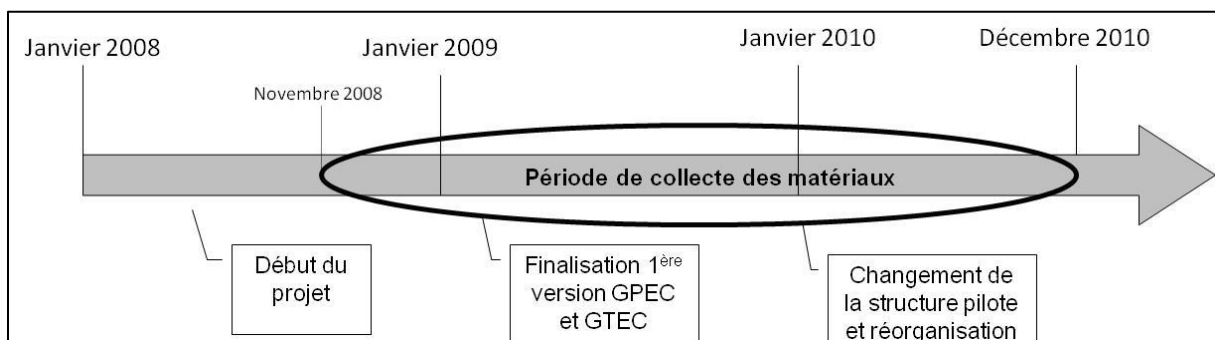 Janvier 2008
Janvier 2009
Janvier 2010
Décembre 2010
Novembre 2008
Période de collecte des matériaux
Début du
projet
Finalisation 1ère
version GPEC
et GTEC
Changement de
la structure pilote
et réorganisation